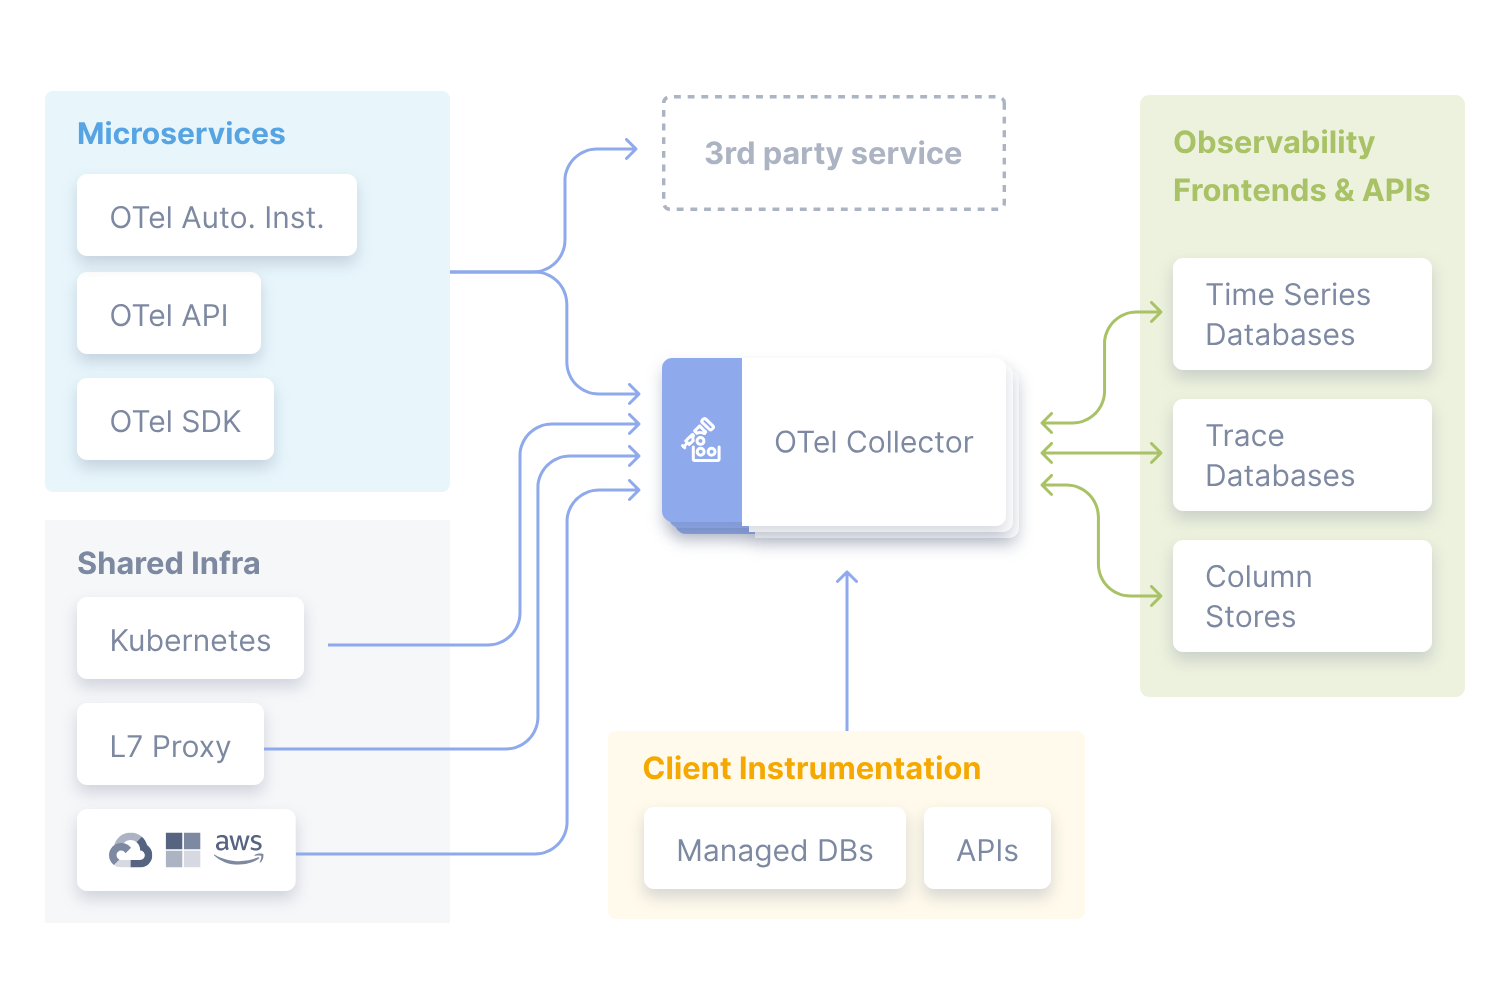 Microservices
OTel Auto. Inst.
OTel API
OTel SDK
Shared Infra
Kubernetes
L7 Proxy
aws
3rd party service
OTel Collector
Client Instrumentation
Managed DBs
APIs
Observability
Frontends & APIs
Time Series
Databases
Trace
Databases
Column
Stores